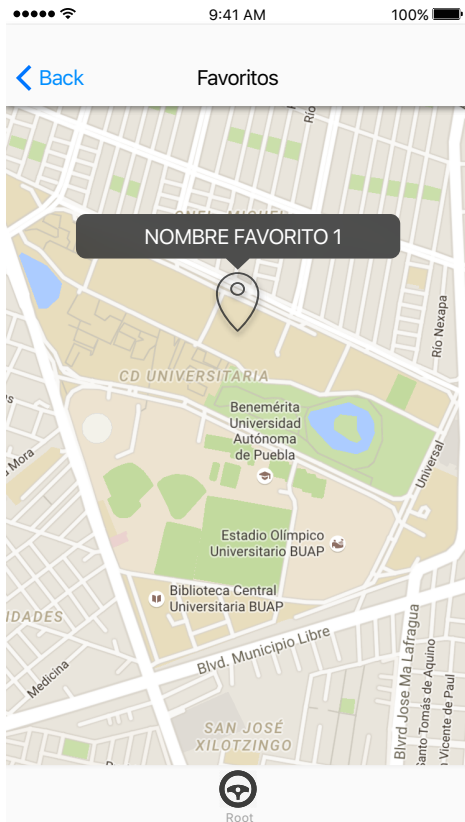 9:41 AM 100%
Back Favoritos
Río
NOMBRE FAVORITO 1
Río Nexapa
CD UNIVERSITARIA
Benemérita
Universidad
Autónoma
de Puebla
Universal
Mora
Estadio Olímpico
Universitario BUAP
Biblioteca Central
Universitaria BUAP
IDADES
Blvd. Municipio Libre
Medicina
Blvrd Jose Ma Lafragua
Santo Tomás de Aquino
n Vicente de Paul
SAN JOSÉ
XILOTZINGO
Root